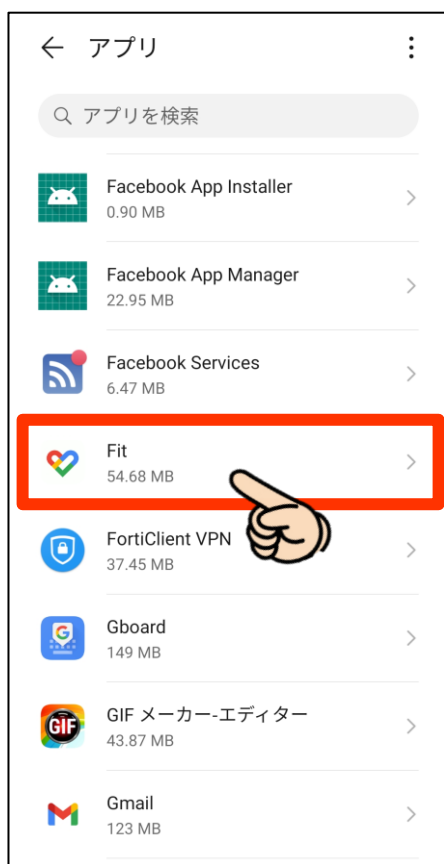 アプリ
アプリを検索
Facebook App Installer
0.90 MB
Facebook App Manager
22.95 MB
Facebook Services
6.47 MB
Fit
54.68 MB
FortiClient VPN
37.45 MB
Gboard
149 MB
G
GIF メーカー-エディター
GIF
43.87 MB
Gmail
123 MB